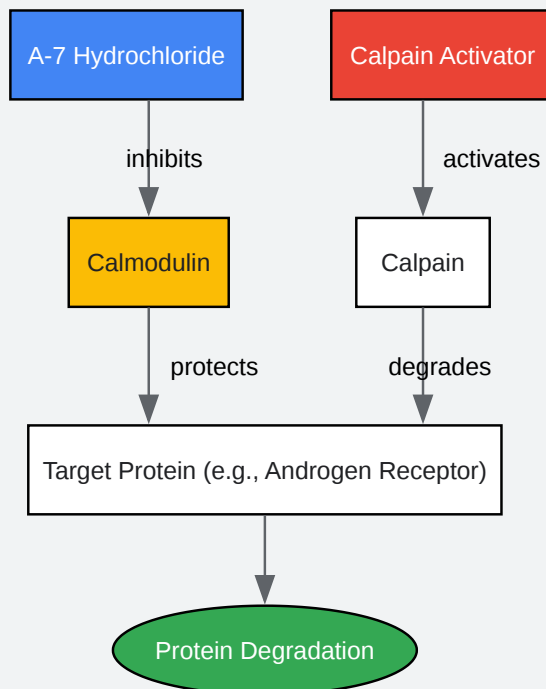 A-7 Hydrochloride
Calpain Activator
inhibits
activates
Calmodulin
Calpain
protects
degrades
Target Protein (e.g., Androgen Receptor)
Protein Degradation